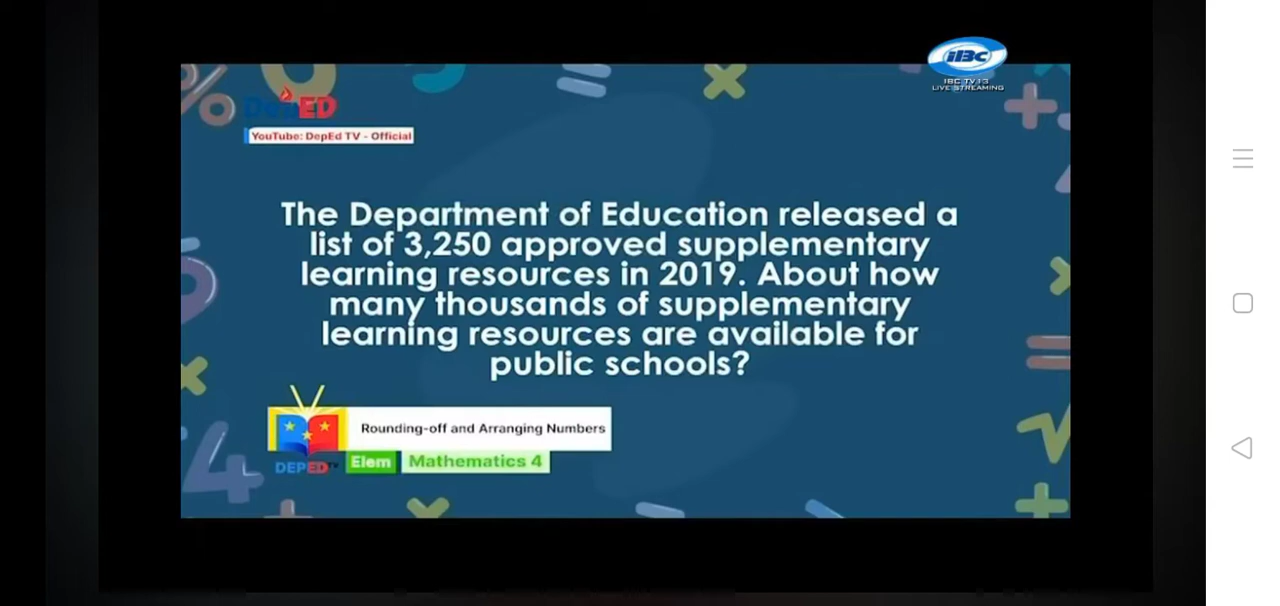 iBC
IBC TV 13
LIVE STREAMING
DepED
YouTube: DepEd TV - Official
The Department of Education released a
list of 3,250 approved supplementary
learning resources in 2019. About how
many thousands of supplementary
learning resources are available for
public schools?
Rounding-off and Arranging Numbers
DEPED TV
Elem Mathematics 4